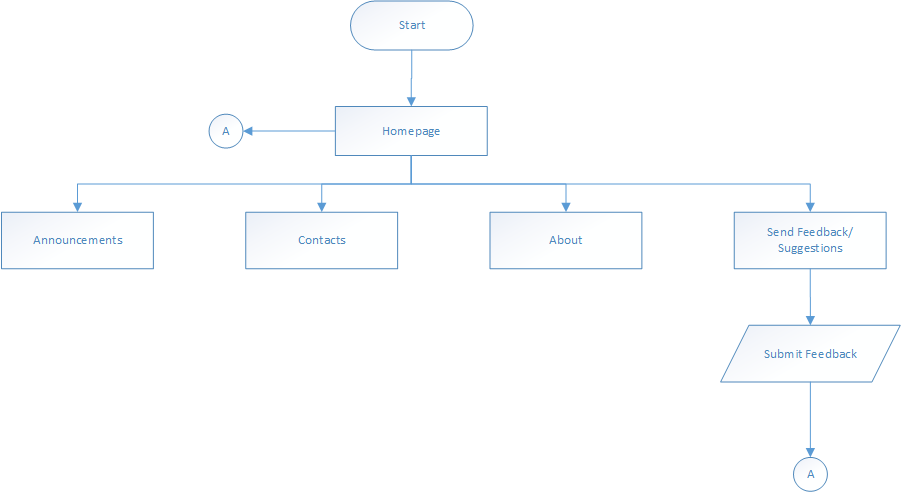 Start
A
Homepage
Announcements
Contacts
About
Send Feedback/
Suggestions
Submit Feedback
A